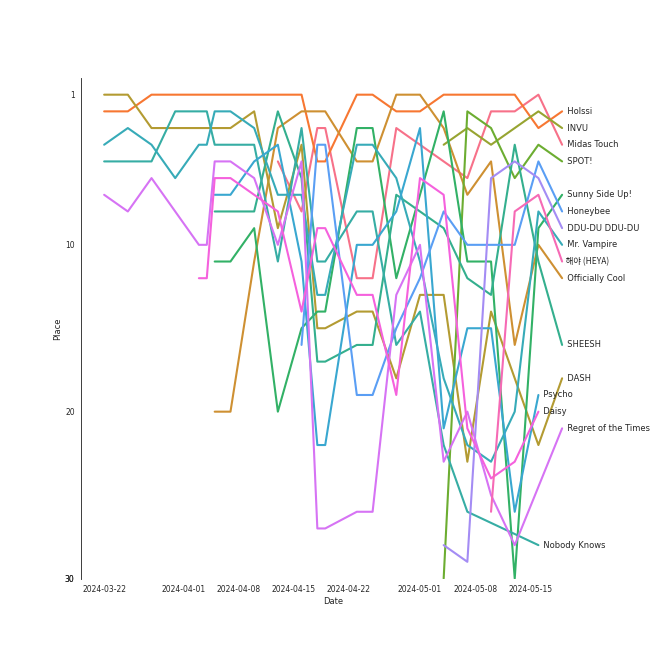 1
10
20
30
Place
2024-03-22
2024-04-01
2024-04-08
2024-04-15
2024-04-22
2024-05-01
2024-05-08
2024-05-15
Date
Holssi
INVU
Midas Touch
SPOT!
Sunny Side Up!
Honeybee
DDU-DU DDU-DU
Mr. Vampire
해야 (HEYA)
Officially Cool
SHEESH
DASH
Psycho
Daisy
Regret of the Times
Nobody Knows